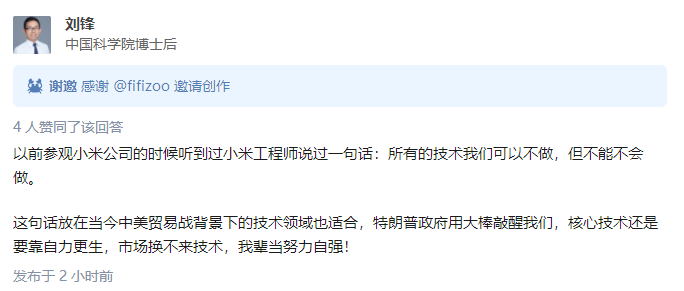 刘锋
中国科学院博士后
谢邀 感谢 @fifizoo 邀请创作
4 人赞同了该回答
以前参观小米公司的时候听到过小米工程师说过一句话：所有的技术我们可以不做，但不能不会
做。
这句话放在当今中美贸易战背景下的技术领域也适合，特朗普政府用大棒敲醒我们，核心技术还是
要靠自力更生，市场换不来技术，我辈当努力自强！
发布于 2 小时前